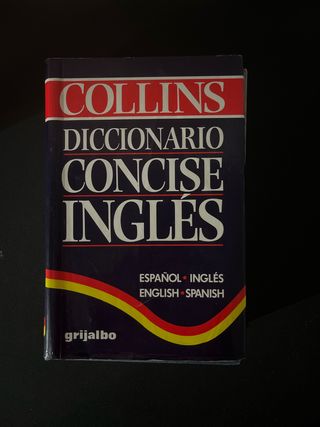 COLLINS
DICCIONARIO
CONCISE
INGLÉS
ESPAÑOL • INGLÉS
ENGLISH • SPANISH
grijalbo